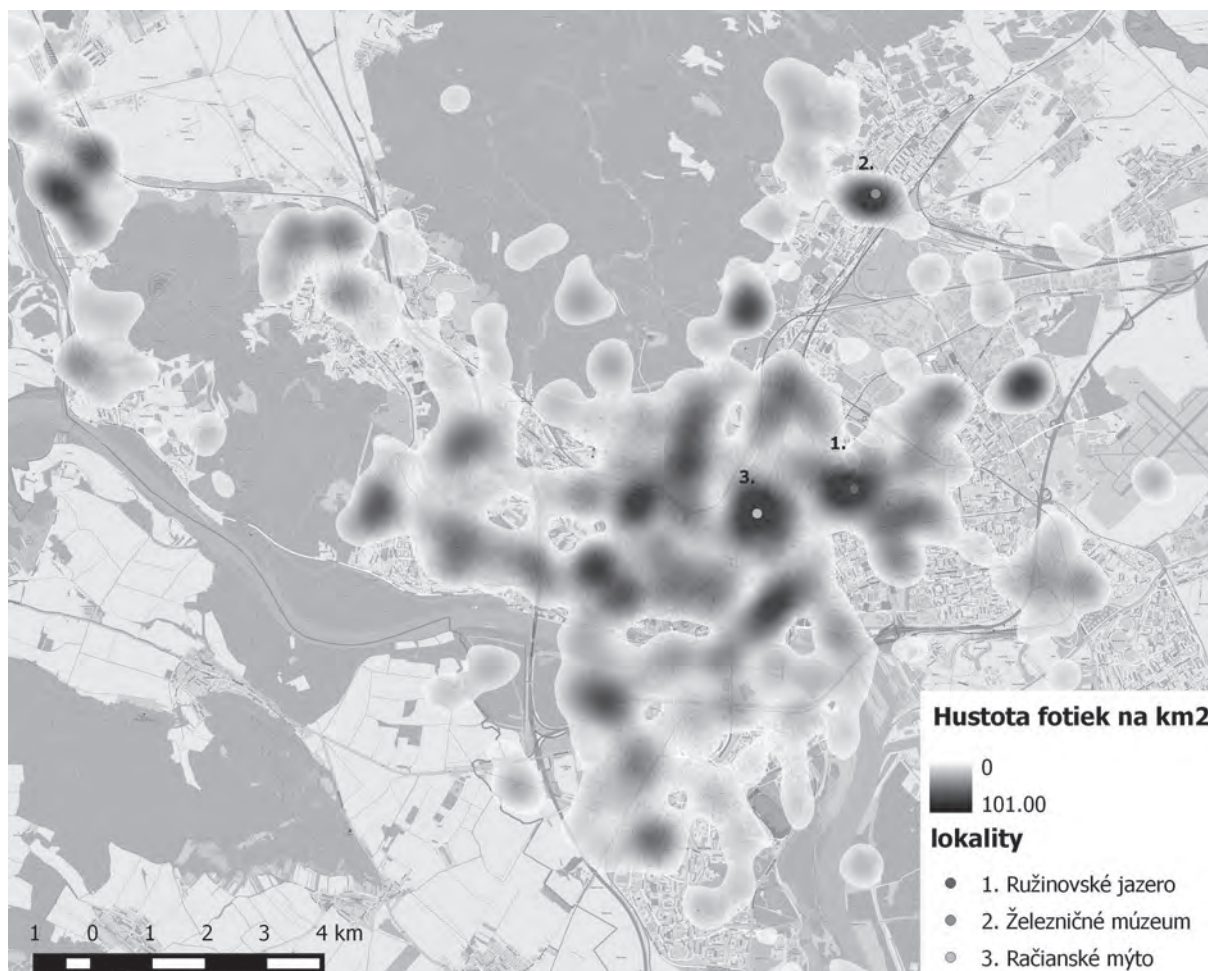 2.
1.
3.
Hustota fotiek na km2
0
101.00
lokality
1. Ružinovské jazero
2. Železničné múzeum
3. Račianské mýto
1 0 1 2 3 4 km